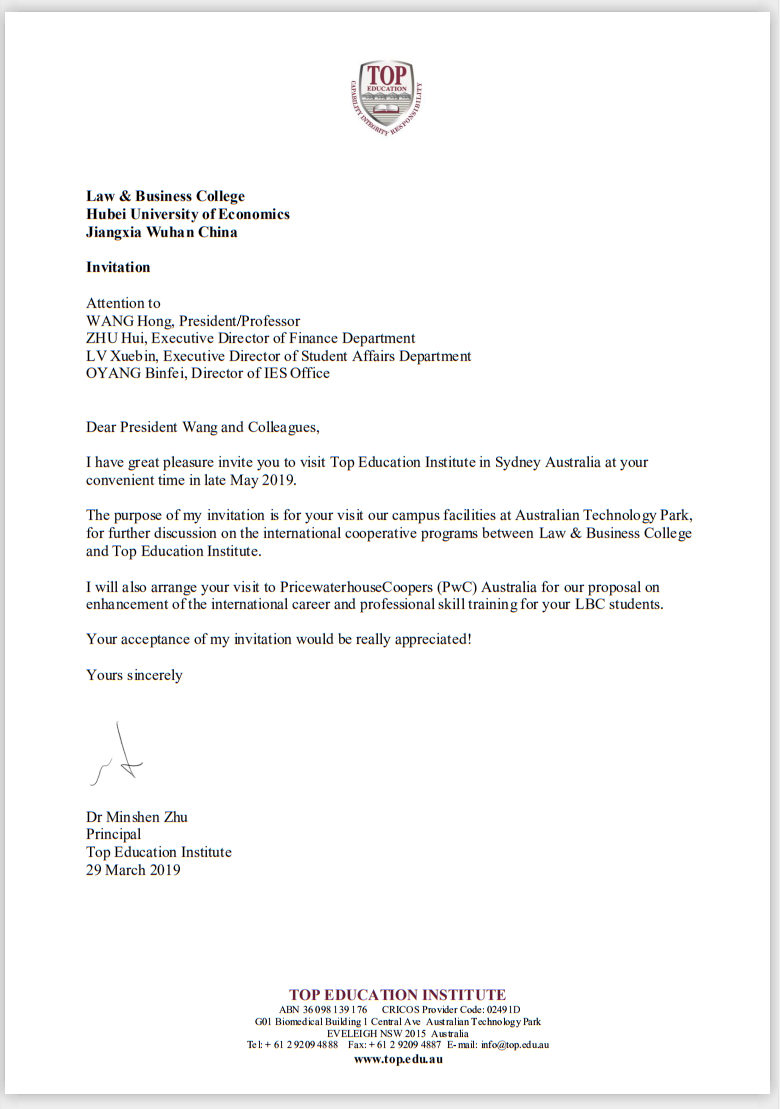 TOP
EDUCATION
CAPABILITY·INTEGRITY·RESPONSIBILITY
Law & Business College
Hubei University of Economics
Jiangxia Wuhan China
Invitation
Attention to
WANG Hong, President/Professor
ZHU Hui, Executive Director of Finance Department
LV Xuebin, Executive Director of Student Affairs Department
OYANG Binfei, Director of IES Office
Dear President Wang and Colleagues,
I have great pleasure invite you to visit Top Education Institute in Sydney Australia at your
convenient time in late May 2019.
The purpose of my invitation is for your visit our campus facilities at Australian Technology Park,
for further discussion on the international cooperative programs between Law & Business College
and Top Education Institute.
I will also arrange your visit to PricewaterhouseCoopers (PwC) Australia for our proposal on
enhancement of the international career and professional skill training for your LBC students.
Your acceptance of my invitation would be really appreciated!
Yours sincerely
Dr Minshen Zhu
Principal
Top Education Institute
29 March 2019
TOP EDUCATION INSTITUTE
ABN 36 098 139 176 CRICOS Provider Code: 02491D
G01 Biomedical Building 1 Central Ave Australian Technology Park
EVELEIGH NSW 2015 Australia
Tel: + 61 2 9209 4888 Fax: + 61 2 9209 4887 E-mail: info@top.edu.au
www.top.edu.au